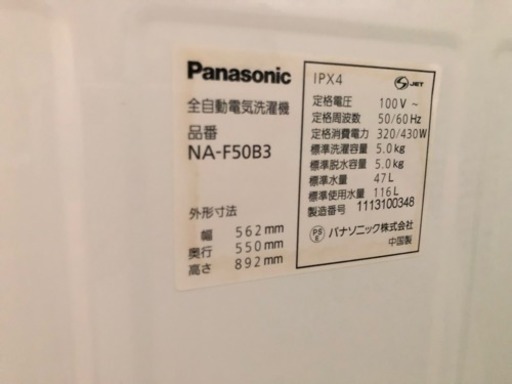 Panasonic
全自動電気洗濯機
品番
NA-F50B3
外形寸法
幅 562mm
奥行 550mm
高さ 892mm
IPX4
S JET
定格電圧 100V ~
定格周波数 50/60Hz
定格消費電力 320/430W
標準洗濯容量 5.0kg
標準脱水容量 5.0kg
標準水量 47L
標準使用水量 116L
製造番号 1113100348
PS E パナソニック株式会社
中国製